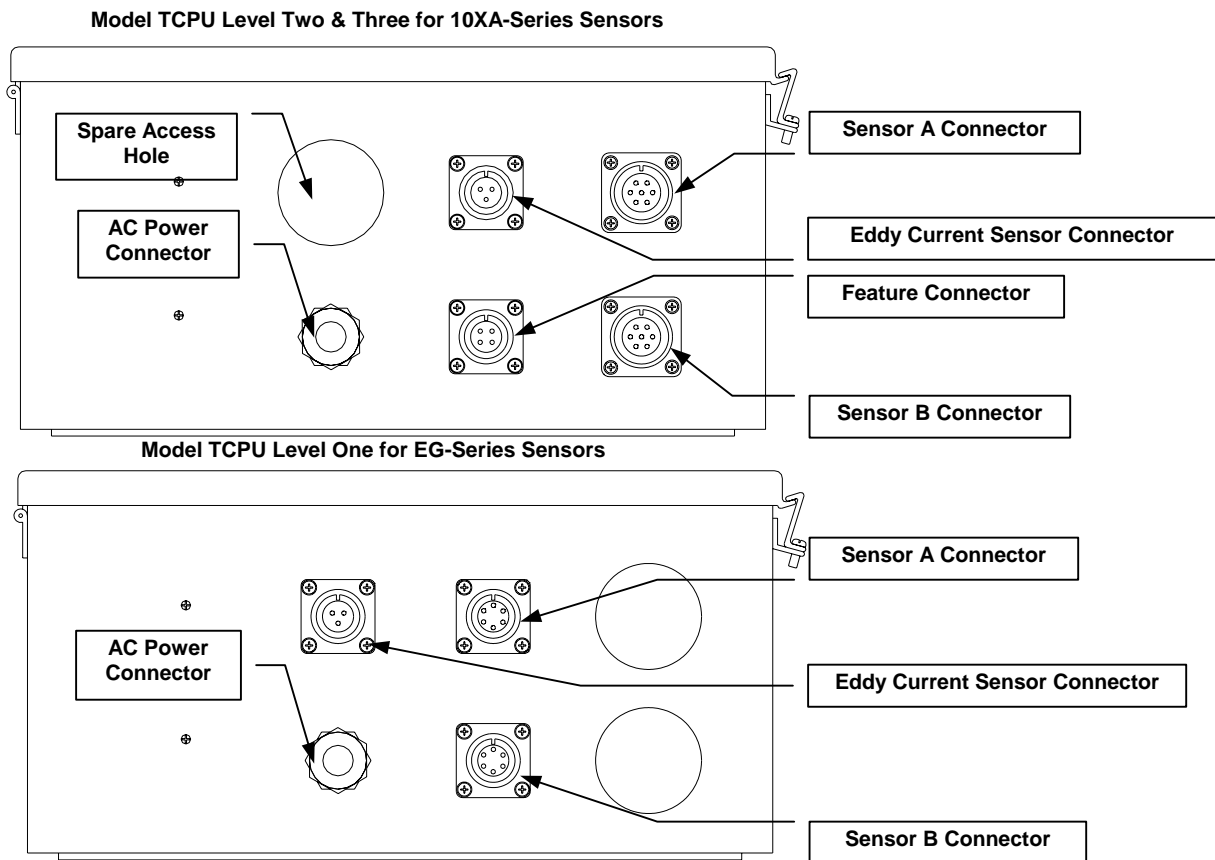 Model TCPU Level Two & Three for 10XA-Series Sensors
Spare Access
Hole
Sensor A Connector
AC Power
Connector
Eddy Current Sensor Connector
Feature Connector
Sensor B Connector
Model TCPU Level One for EG-Series Sensors
Sensor A Connector
AC Power
Connector
Eddy Current Sensor Connector
Sensor B Connector